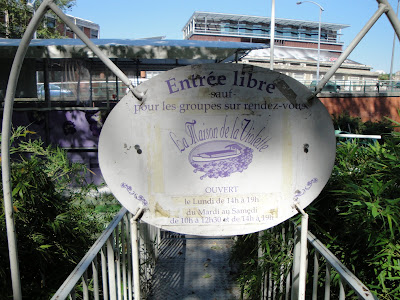 Entrée libre
sauf
pour les groupes sur rendez-vous
La Maison de la Violette
OUVERT
le Lundi de 14h à 19h
du Mardi au Samedi
de 10h à 12h30 et de 14h à 19h